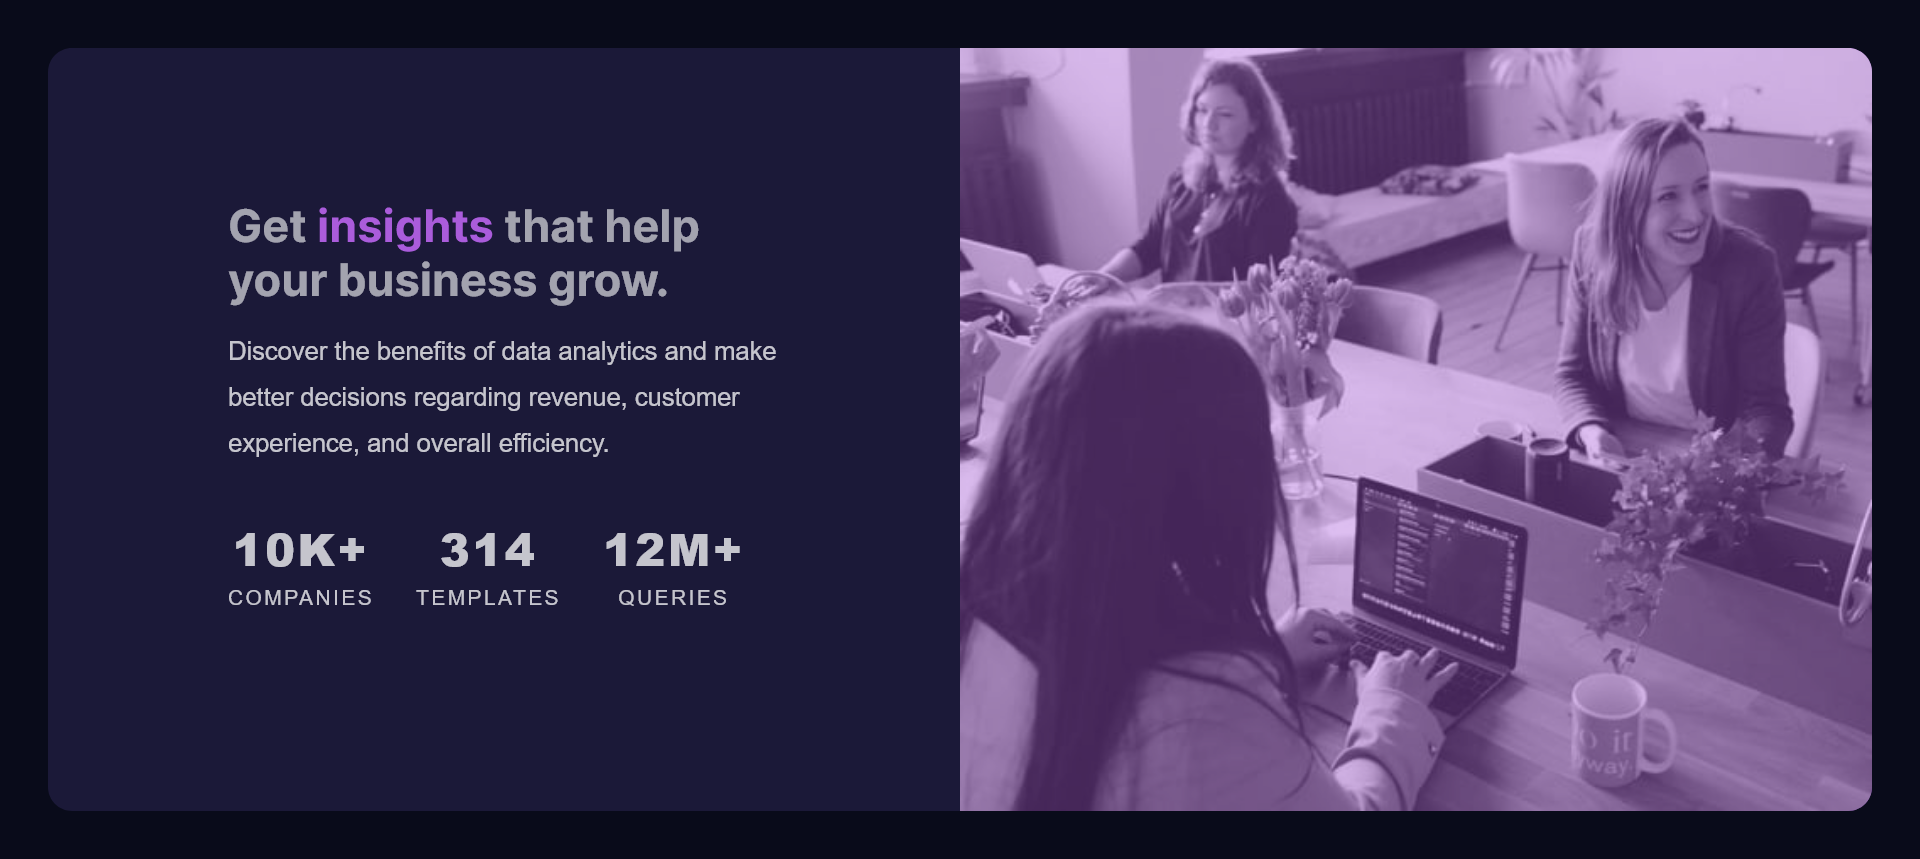 Get insights that help
your business grow.
Discover the benefits of data analytics and make
better decisions regarding revenue, customer
experience, and overall efficiency.
10K+ 314 12M+
COMPANIES TEMPLATES QUERIES